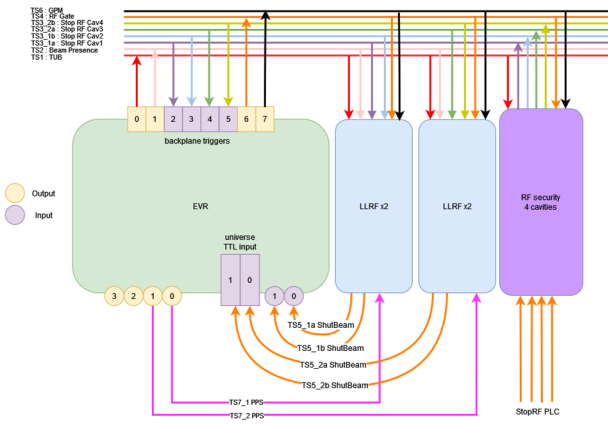 TS6 : GPM
TS4 : RF Gate
TS3_2b : Stop RF Cav4
TS3_2a : Stop RF Cav3
TS3_1b : Stop RF Cav2
TS3_1a : Stop RF Cav1
TS2 : Beam Presence
TS1 : TUB
0 1 2 3 4 5 6 7
backplane triggers
EVR
LLRF x2
LLRF x2
RF security
4 cavities
Output
Input
universe
TTL input
1 0
3 2 1 0
1 0
TS5_1a ShutBeam
TS5_1b ShutBeam
TS5_2a ShutBeam
TS5_2b ShutBeam
TS7_1 PPS
TS7_2 PPS
StopRF PLC